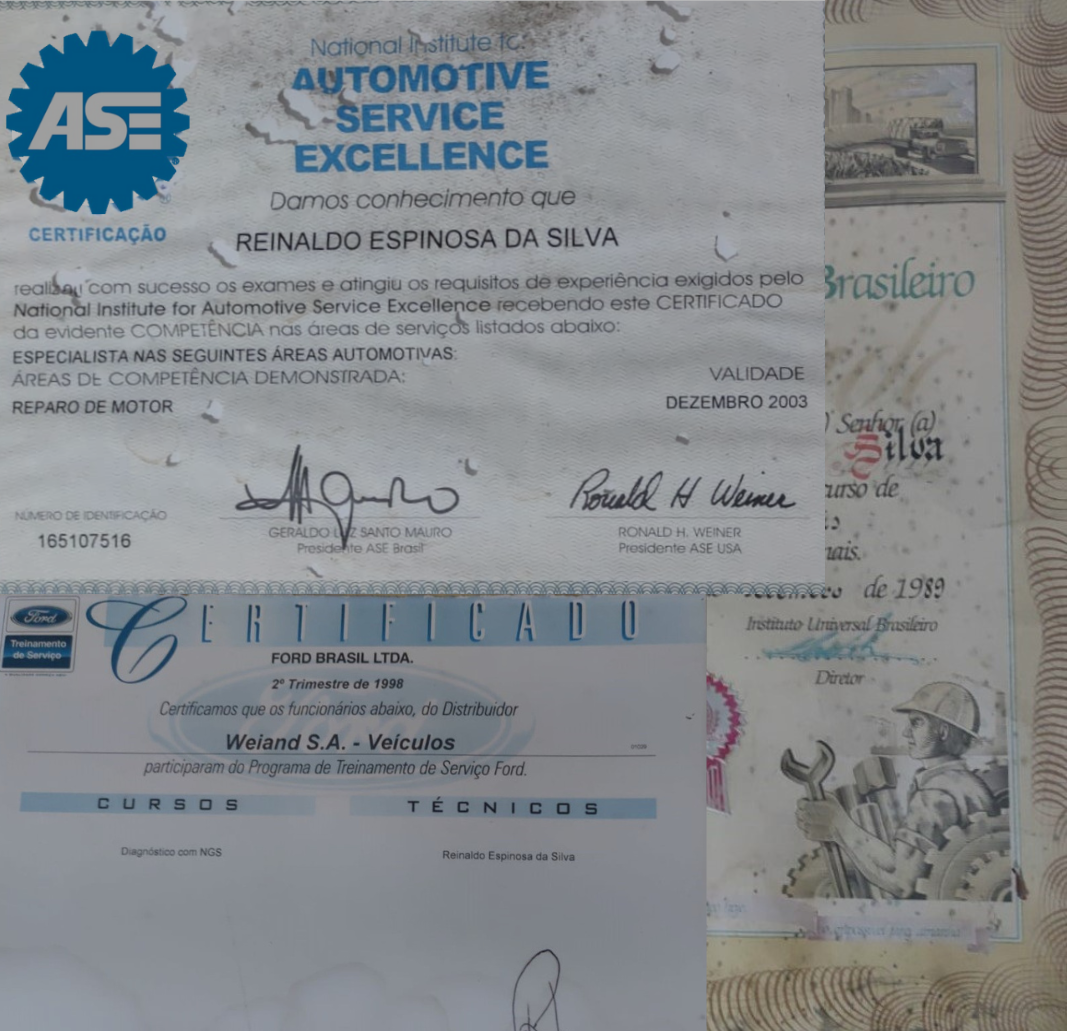 ASE
CERTIFICAÇÃO
National Institute for
AUTOMOTIVE
SERVICE
EXCELLENCE
Damos conhecimento que
REINALDO ESPINOSA DA SILVA
realizou com sucesso os exames e atingiu os requisitos de experiência exigidos pelo
National Institute for Automotive Service Excellence recebendo este CERTIFICADO
da evidente COMPETÊNCIA nas áreas de serviços listados abaixo:
ESPECIALISTA NAS SEGUINTES ÁREAS AUTOMOTIVAS:
ÁREAS DE COMPETÊNCIA DEMONSTRADA:
VALIDADE
REPARO DE MOTOR
DEZEMBRO 2003
Ronald H Weiner
NÚMERO DE IDENTIFICAÇÃO
165107516
GERALDO LUIZ SANTO MAURO
Presidente ASE Brasil
RONALD H. WEINER
Presidente ASE USA
Ford
Treinamento
de Serviço
CERTIFICADO
FORD BRASIL LTDA.
2º Trimestre de 1998
Certificamos que os funcionários abaixo, do Distribuidor
Weiand S.A. - Veículos
participaram do Programa de Treinamento de Serviço Ford.
CURSOS TÉCNICOS
Diagnóstico com NGS
Reinaldo Espinosa da Silva
Brasileiro
Senhor (a)
Silva
urso de
nais.
de 1989
Instituto Universal Brasileiro
Diretor